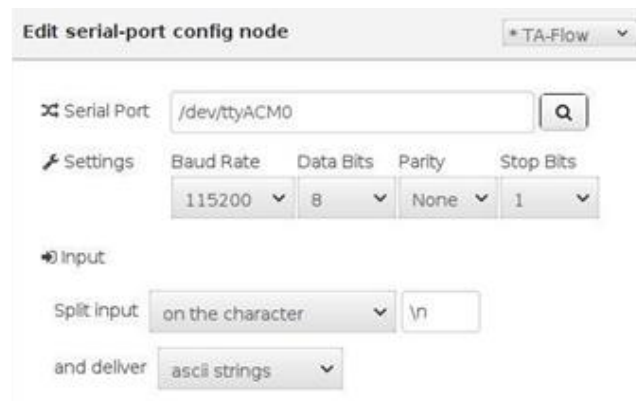 Edit serial-port config node * TA-Flow
Serial Port /dev/ttyACM0
Settings Baud Rate Data Bits Parity Stop Bits
115200 8 None 1
Input
Split input on the character \n
and deliver ascii strings